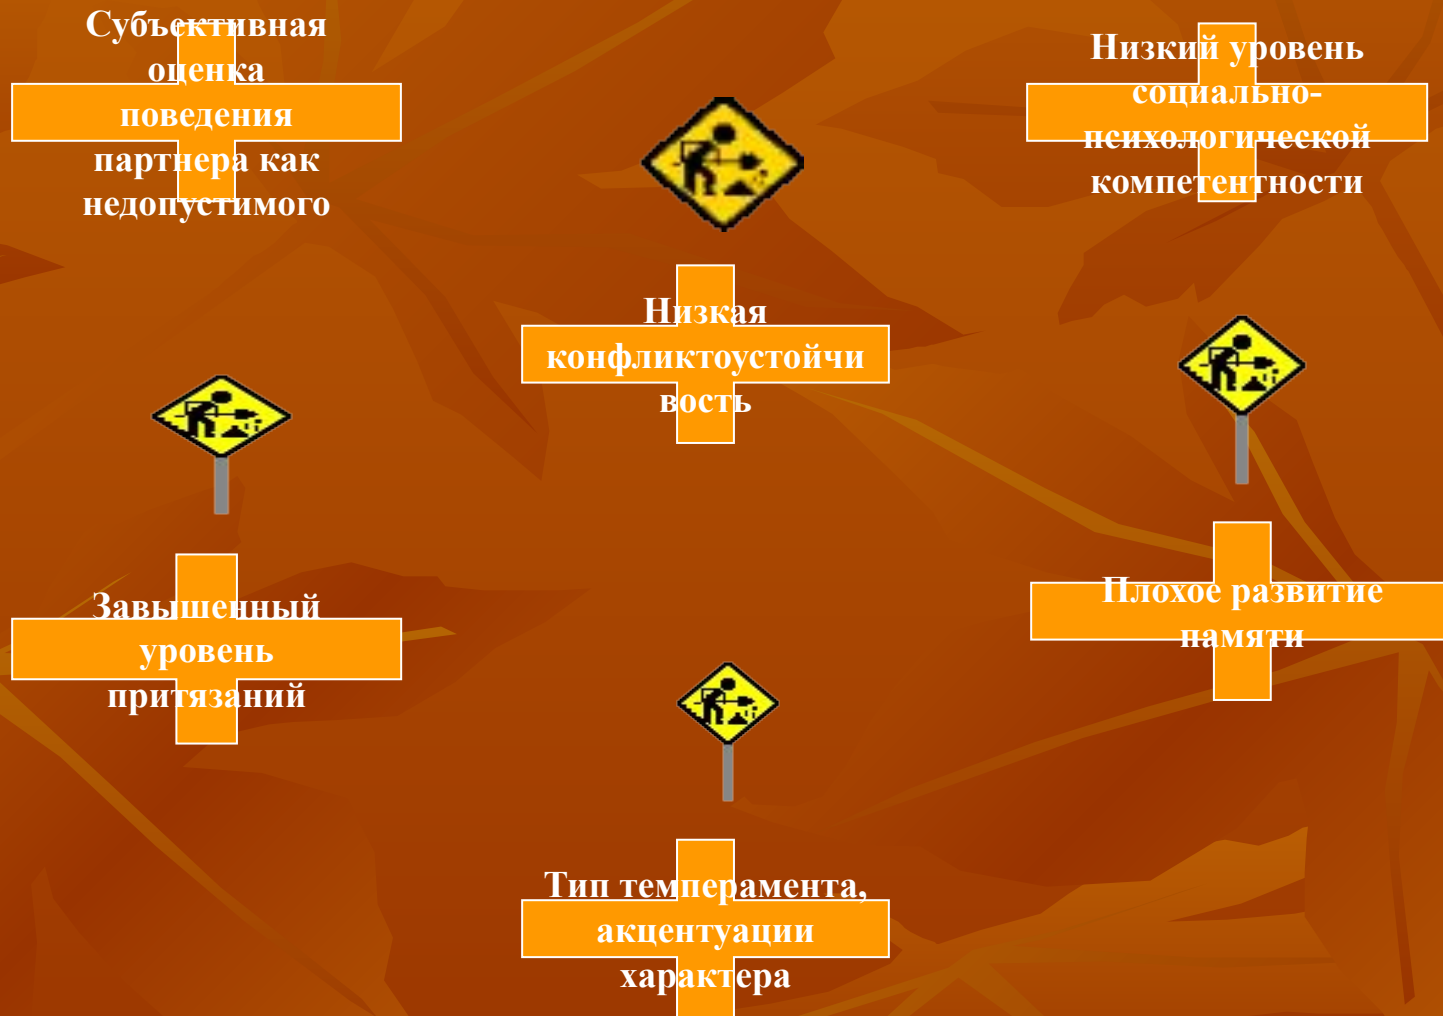 Субъективная
оценка
поведения
партнера как
недопустимого
Низкий уровень
социально-
психологической
компетентности
Низкая
конфликтоустойчи
вость
Завышенный
уровень
притязаний
Плохое развитие
памяти
Тип темперамента,
акцентуации
характера